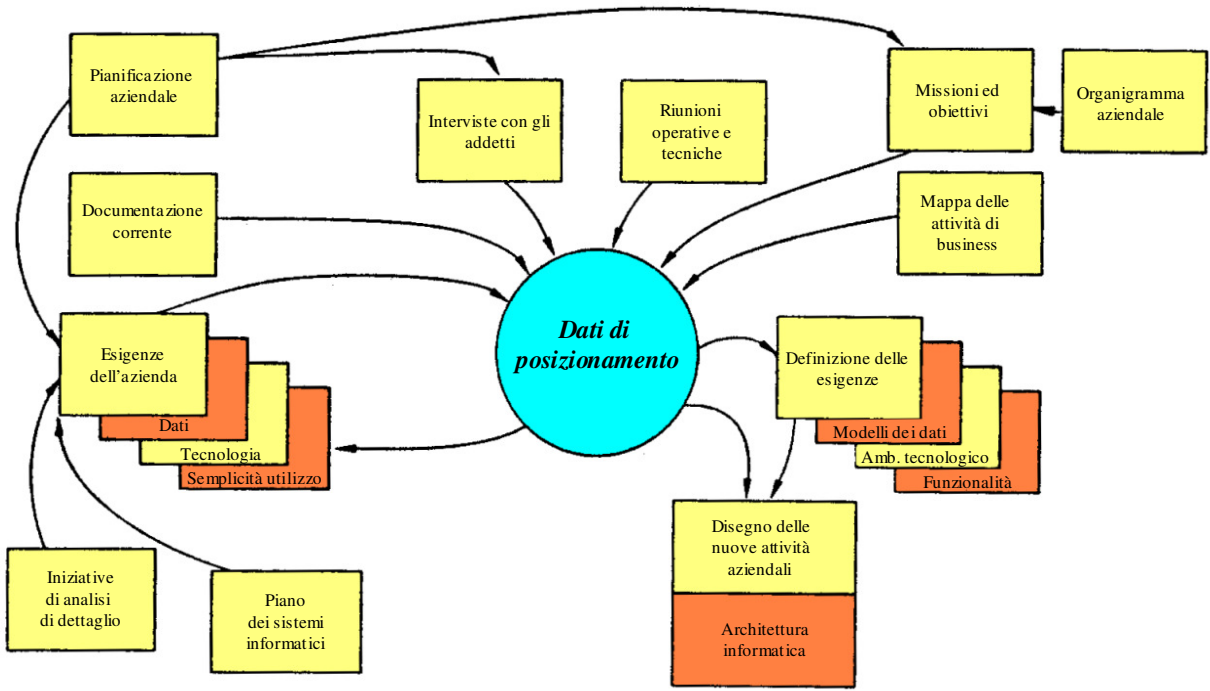 Pianificazione
aziendale
Interviste con gli
addetti
Riunioni
operative e
tecniche
Missioni ed
obiettivi
Organigramma
aziendale
Documentazione
corrente
Mappa delle
attività di
business
Dati di
posizionamento
Esigenze
dell'azienda
Dati
Tecnologia
Semplicità utilizzo
Definizione delle
esigenze
Modelli dei dati
Amb. tecnologico
Funzionalità
Disegno delle
nuove attività
aziendali
Architettura
informatica
Iniziative
di analisi
di dettaglio
Piano
dei sistemi
informatici